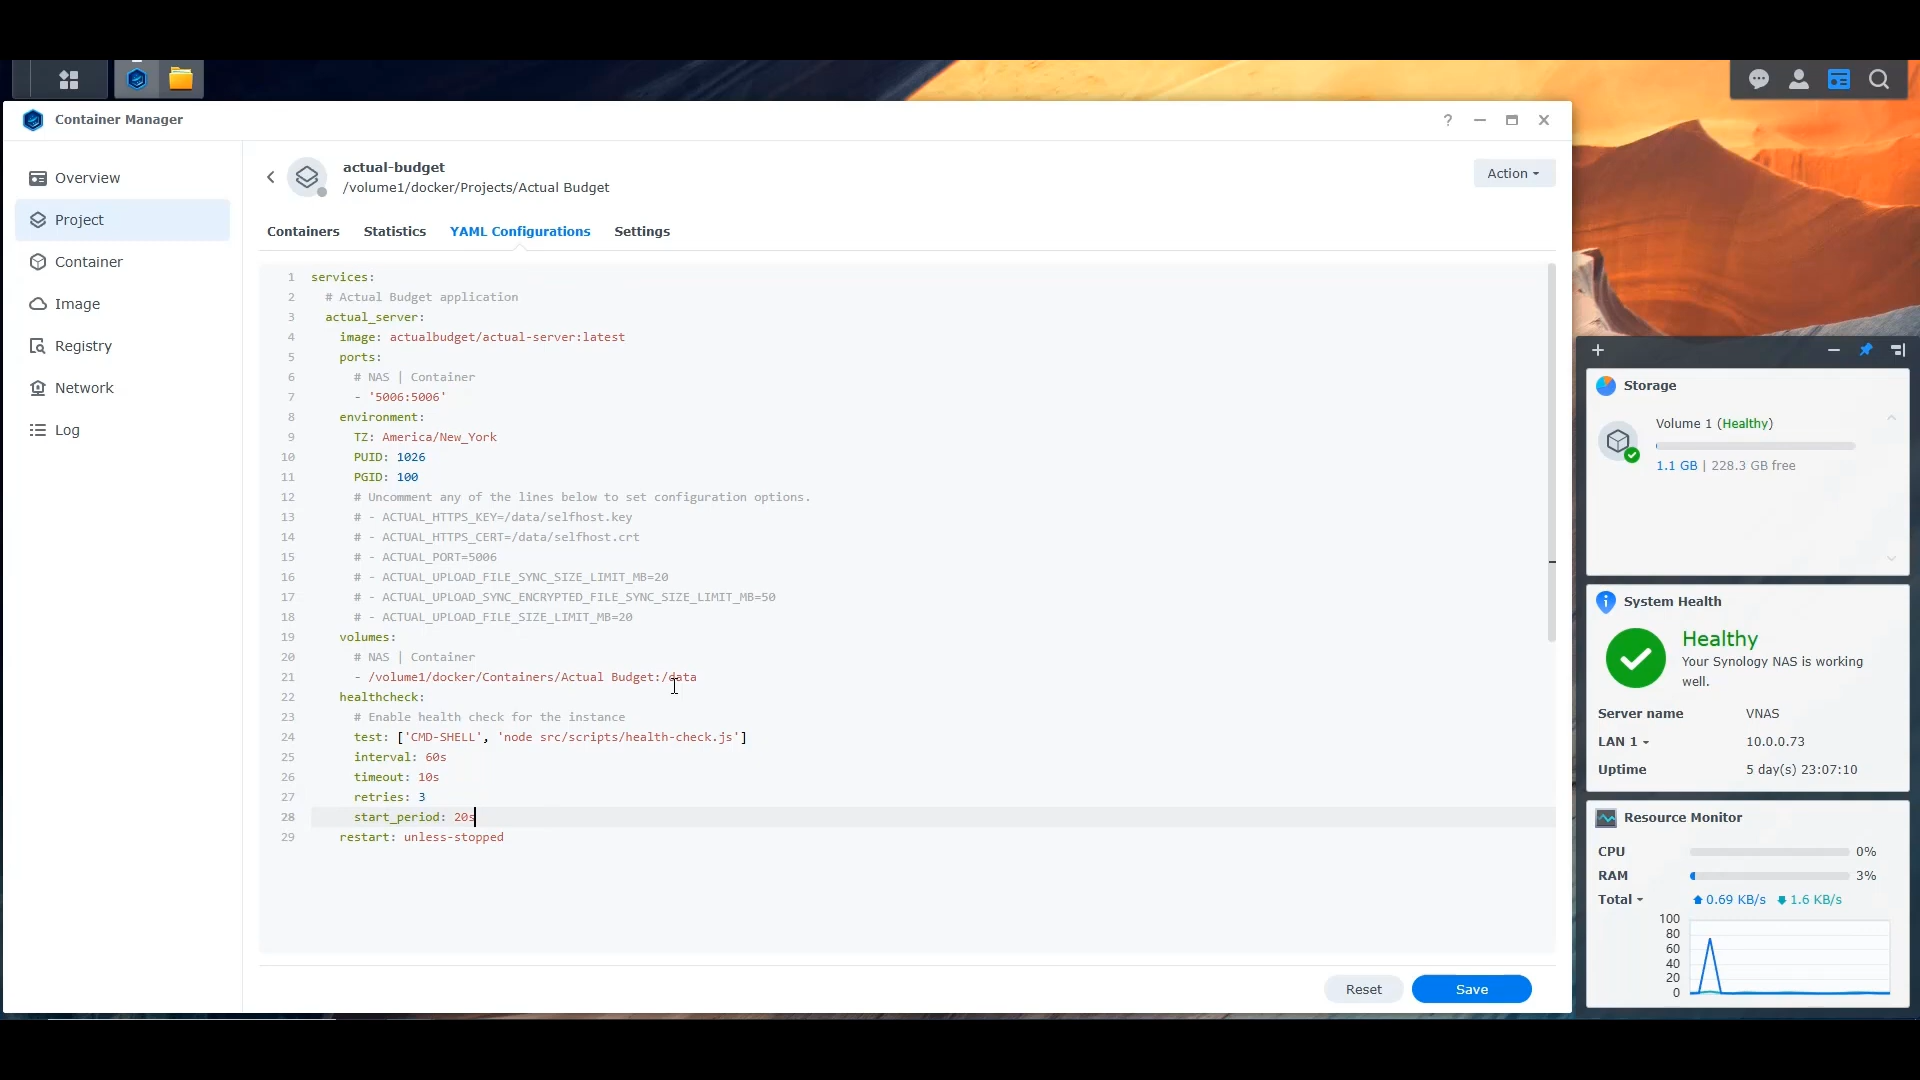 Container Manager
?
Overview
Project
Container
Image
Registry
Network
Log
actual-budget
/volume1/docker/Projects/Actual Budget
Action
Containers
Statistics
YAML Configurations
Settings
1 services:
2 # Actual Budget application
3 actual_server:
4 image: actualbudget/actual-server:latest
5 ports:
6 # NAS | Container
7 - '5006:5006'
8 environment:
9 TZ: America/New_York
10 PUID: 1026
11 PGID: 100
12 # Uncomment any of the lines below to set configuration options.
13 # - ACTUAL_HTTPS_KEY=/data/selfhost.key
14 # - ACTUAL_HTTPS_CERT=/data/selfhost.crt
15 # - ACTUAL_PORT=5006
16 # - ACTUAL_UPLOAD_FILE_SYNC_SIZE_LIMIT_MB=20
17 # - ACTUAL_UPLOAD_SYNC_ENCRYPTED_FILE_SYNC_SIZE_LIMIT_MB=50
18 # - ACTUAL_UPLOAD_FILE_SIZE_LIMIT_MB=20
19 volumes:
20 # NAS | Container
21 - /volume1/docker/Containers/Actual Budget:/data
22 healthcheck:
23 # Enable health check for the instance
24 test: ['CMD-SHELL', 'node src/scripts/health-check.js']
25 interval: 60s
26 timeout: 10s
27 retries: 3
28 start_period: 20s
29 restart: unless-stopped
Reset
Save
Storage
Volume 1 (Healthy)
1.1 GB | 228.3 GB free
System Health
Healthy
Your Synology NAS is working
well.
Server name VNAS
LAN 1 10.0.0.73
Uptime 5 day(s) 23:07:10
Resource Monitor
CPU 0%
RAM 3%
Total 0.69 KB/s 1.6 KB/s
100
80
60
40
20
0